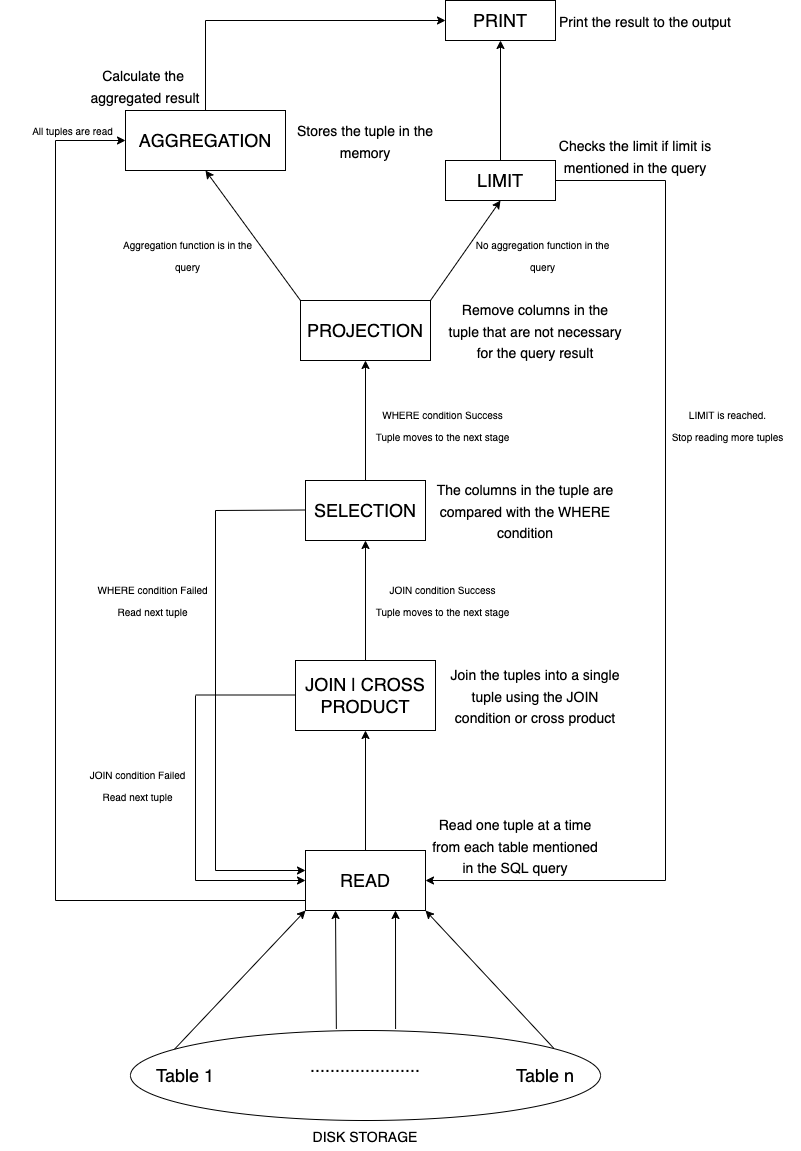 PRINT
Print the result to the output
Calculate the
aggregated result
All tuples are read
AGGREGATION
Stores the tuple in the
memory
Checks the limit if limit is
mentioned in the query
LIMIT
Aggregation function is in the
query
No aggregation function in the
query
PROJECTION
Remove columns in the
tuple that are not necessary
for the query result
WHERE condition Success
Tuple moves to the next stage
LIMIT is reached.
Stop reading more tuples
SELECTION
The columns in the tuple are
compared with the WHERE
condition
WHERE condition Failed
Read next tuple
JOIN condition Success
Tuple moves to the next stage
JOIN | CROSS
PRODUCT
Join the tuples into a single
tuple using the JOIN
condition or cross product
JOIN condition Failed
Read next tuple
Read one tuple at a time
from each table mentioned
in the SQL query
READ
Table 1
......................
Table n
DISK STORAGE